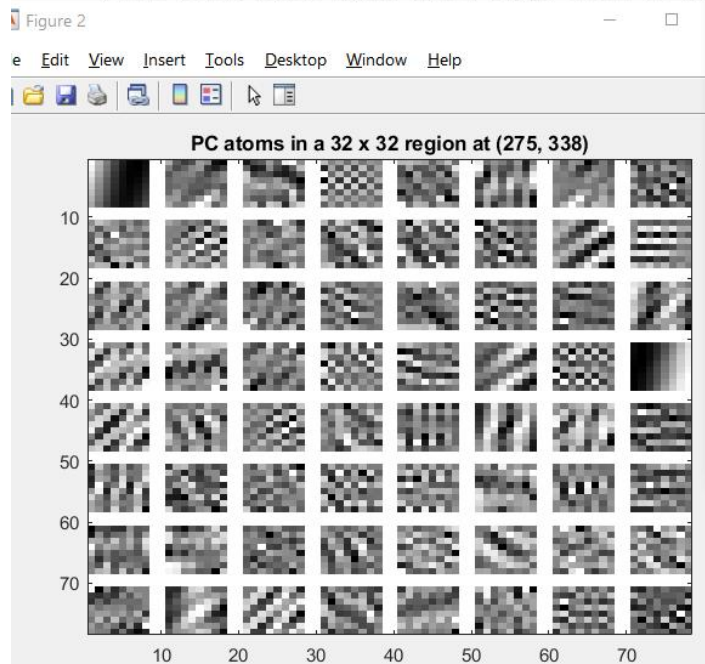 Figure 2
e Edit View Insert Tools Desktop Window Help
PC atoms in a 32 x 32 region at (275, 338)
10
20
30
40
50
60
70
10 20 30 40 50 60 70